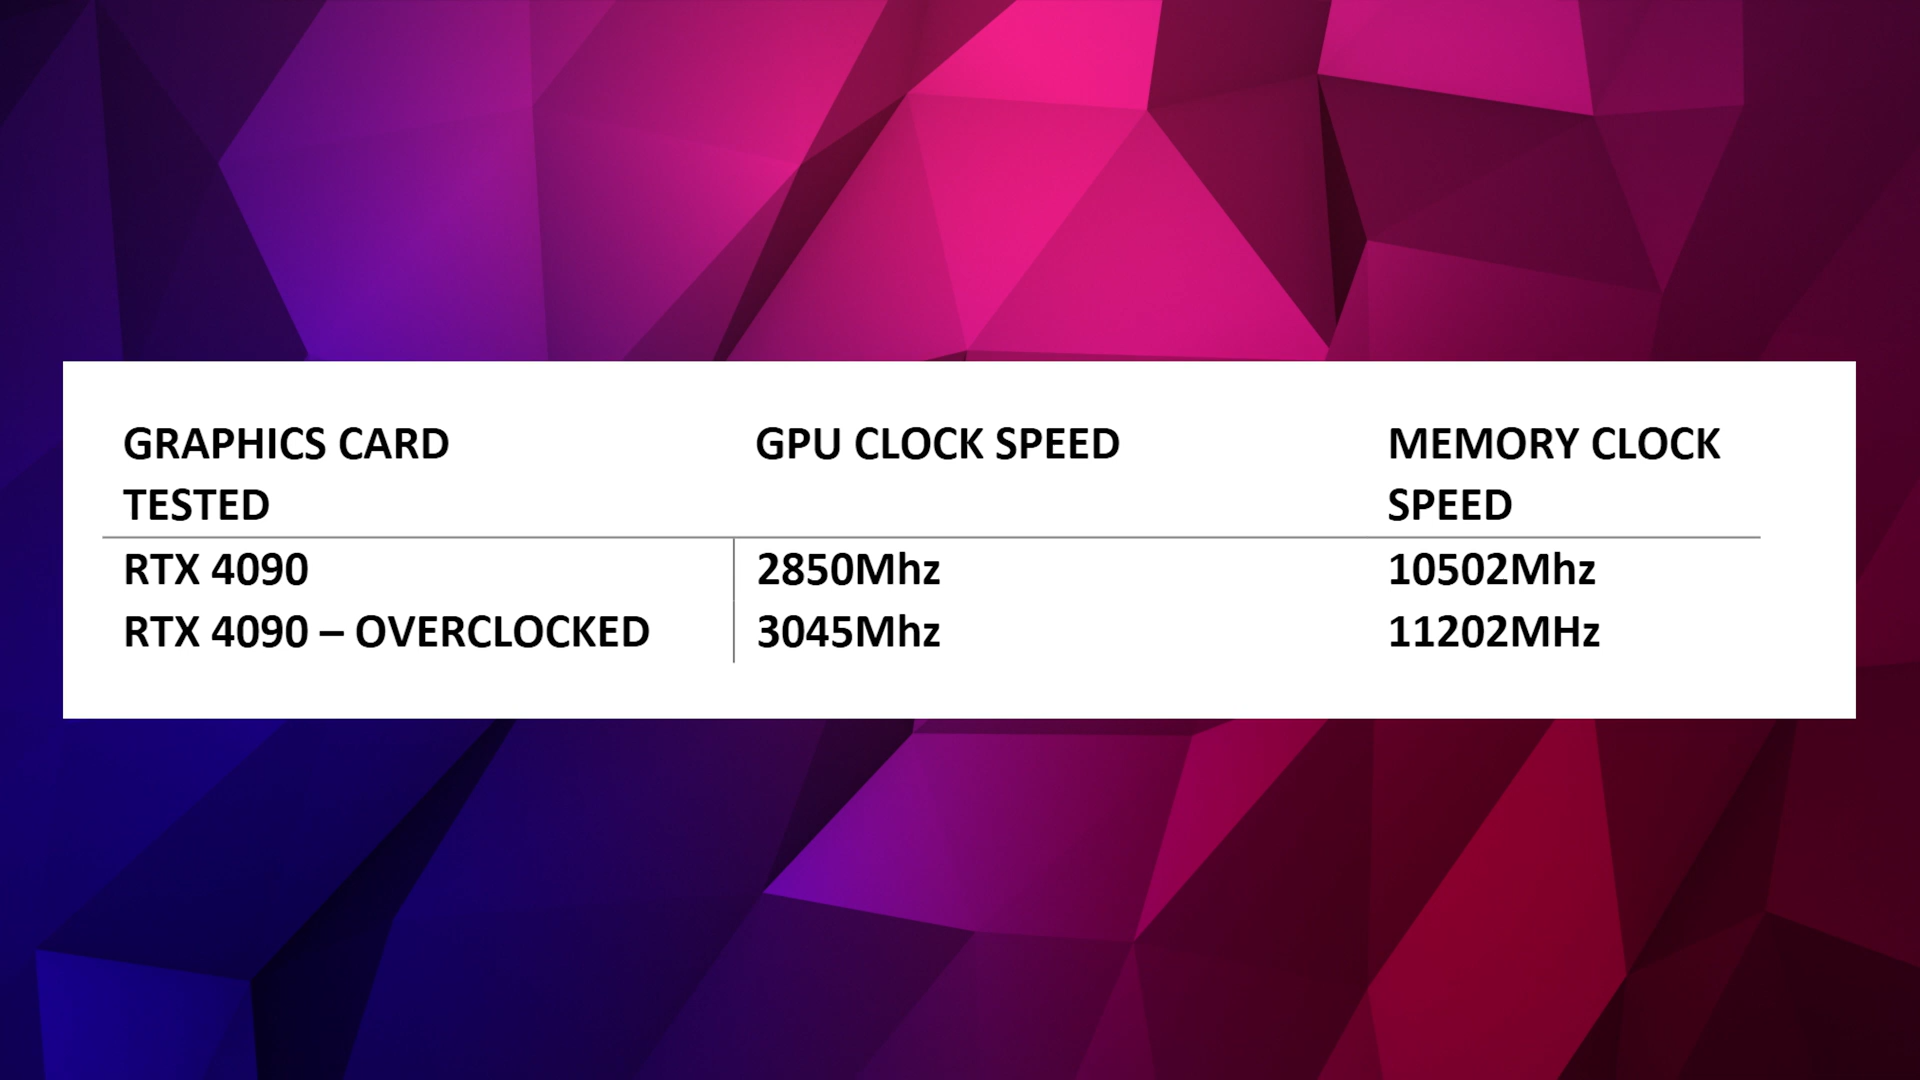 GRAPHICS CARD TESTED GPU CLOCK SPEED MEMORY CLOCK SPEED
RTX 4090 2850Mhz 10502Mhz
RTX 4090 – OVERCLOCKED 3045Mhz 11202MHz